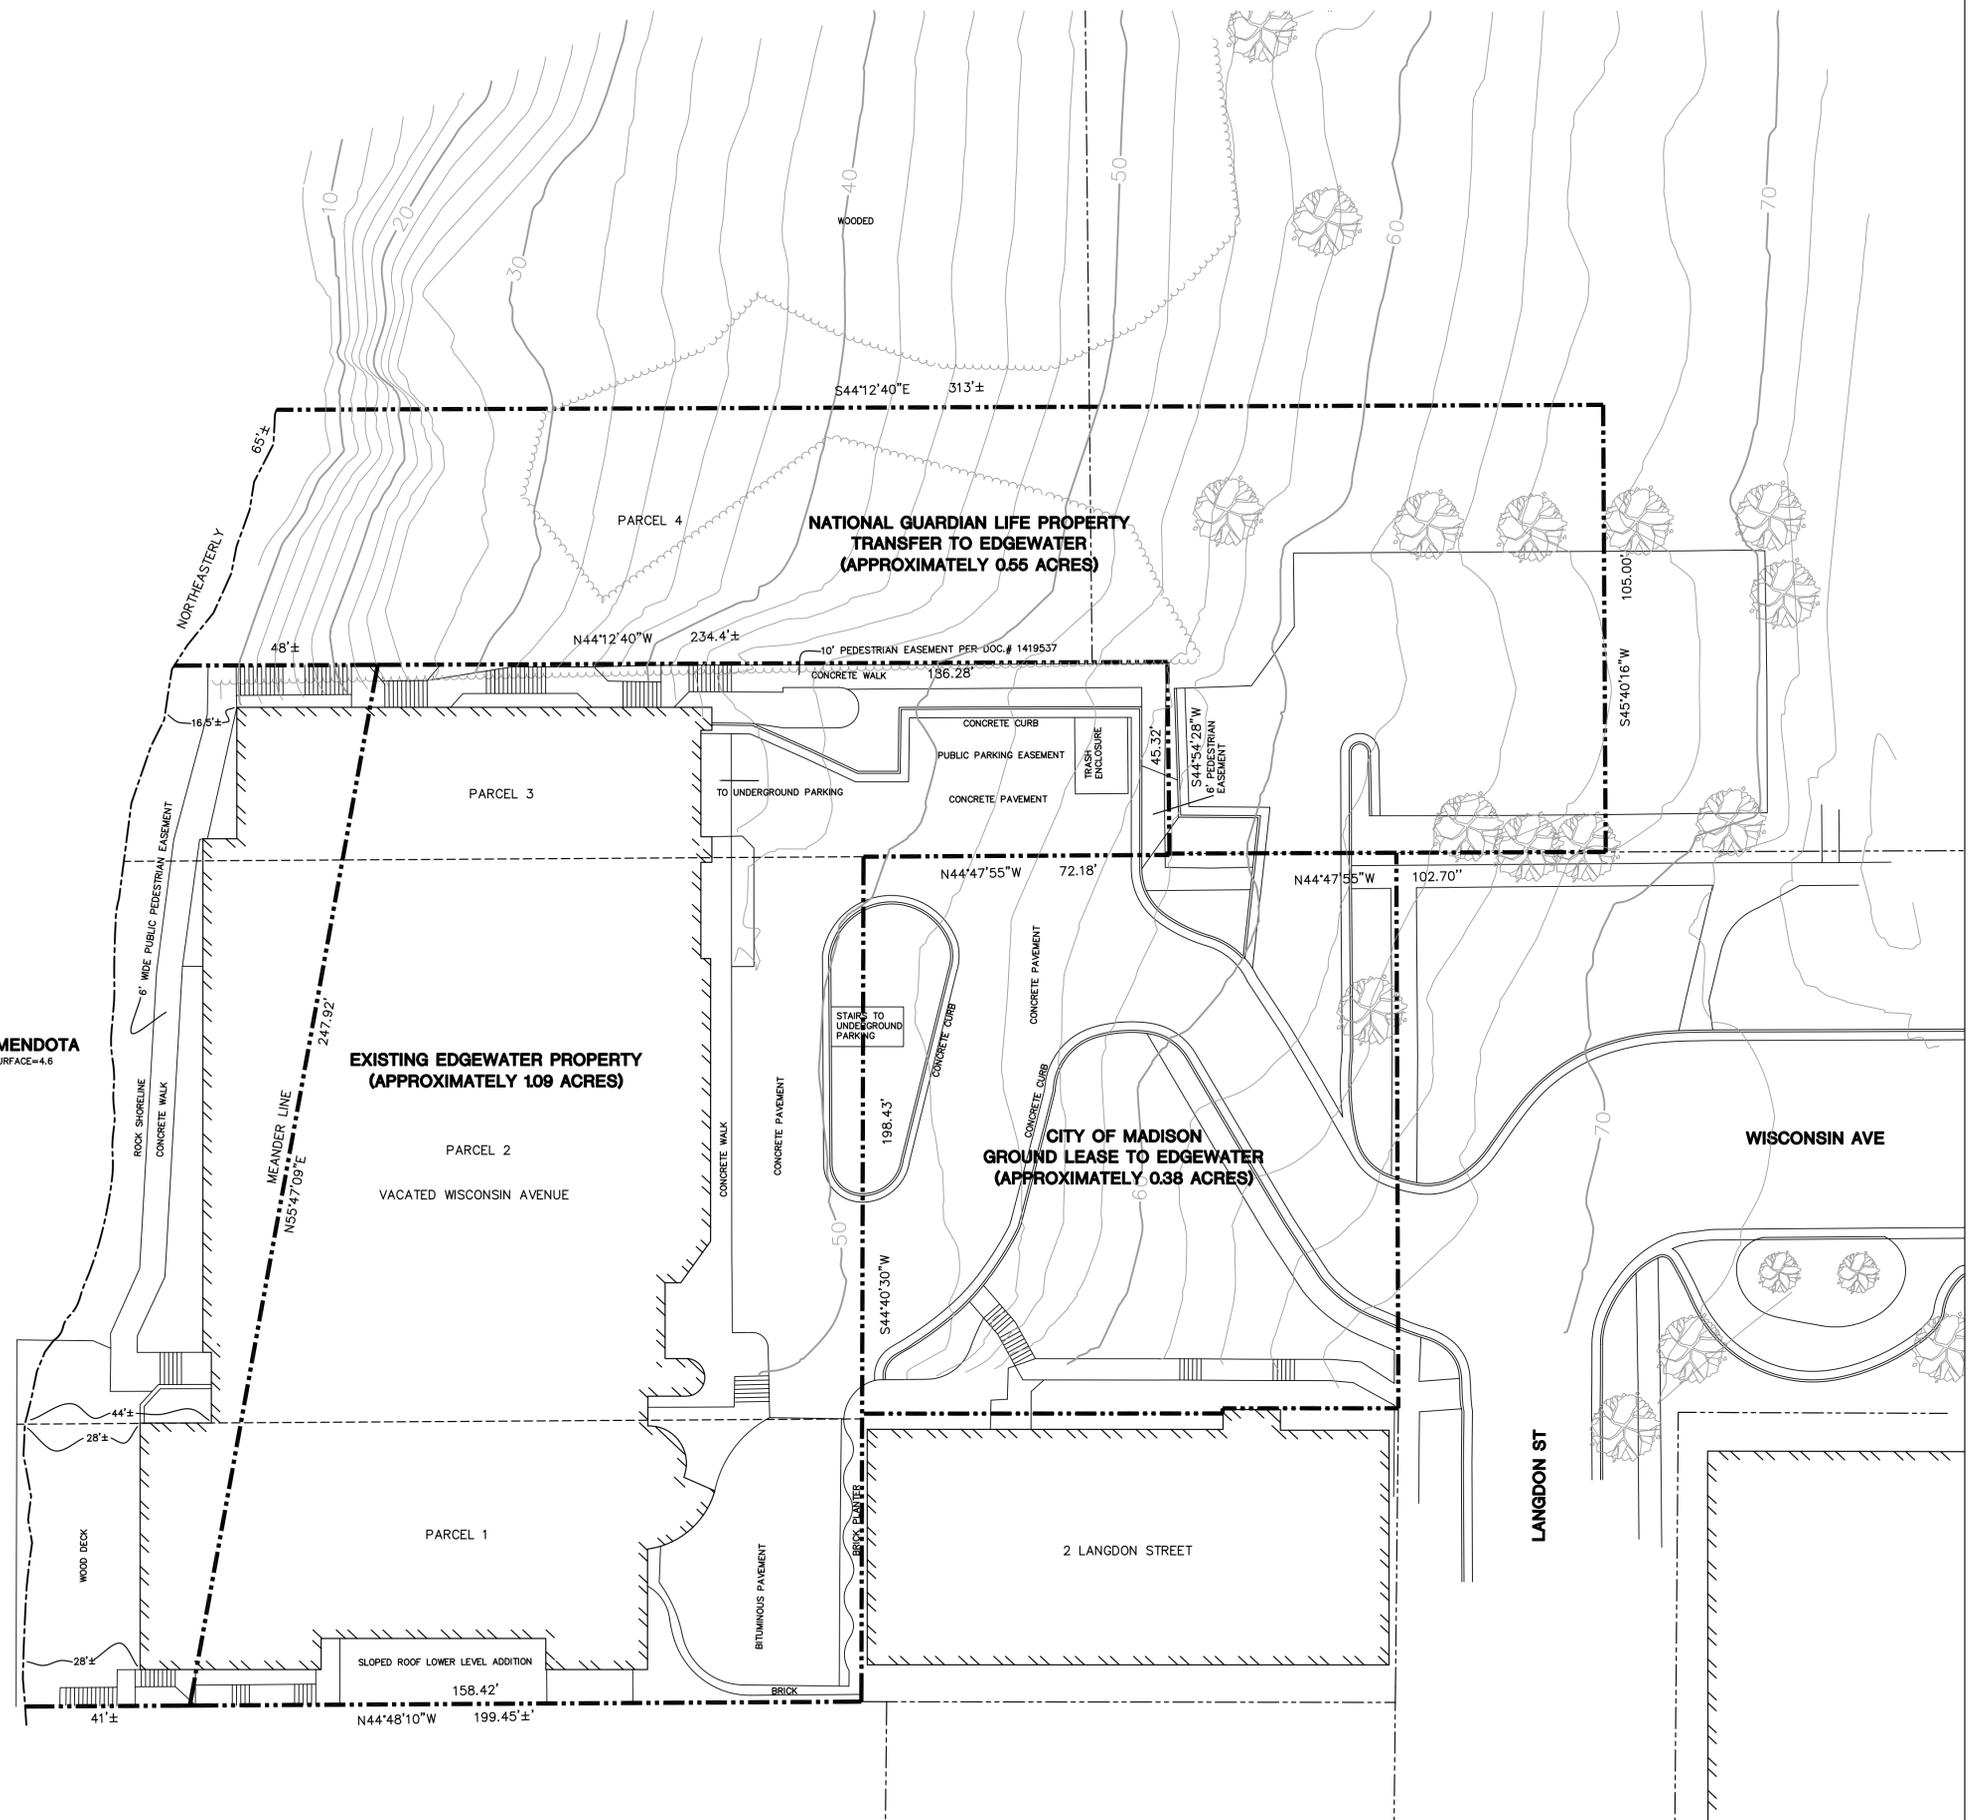 10
20
30
40
50
60
70
WOODED
S44°12'40"E 313'±
65'±
NORTHEASTERLY
PARCEL 4
NATIONAL GUARDIAN LIFE PROPERTY
TRANSFER TO EDGEWATER
(APPROXIMATELY 0.55 ACRES)
105.00'
S45°40'16"W
48'±
N44°12'40"W 234.4'±
10' PEDESTRIAN EASEMENT PER DOC.# 1419537
CONCRETE WALK
136.28'
16.5'±
CONCRETE CURB
PUBLIC PARKING EASEMENT
TRASH
ENCLOSURE
45.32'
S44°54'28"W
6' PEDESTRIAN
EASEMENT
PARCEL 3
TO UNDERGROUND PARKING
CONCRETE PAVEMENT
6' WIDE PUBLIC PEDESTRIAN EASEMENT
N44°47'55"W 72.18'
N44°47'55"W 102.70''
CONCRETE PAVEMENT
247.92'
STAIRS TO
UNDERGROUND
PARKING
CONCRETE CURB
MENDOTA
URFACE=4.6
EXISTING EDGEWATER PROPERTY
(APPROXIMATELY 1.09 ACRES)
ROCK SHORELINE
CONCRETE WALK
MEANDER LINE
N55°47'09"E
CONCRETE PAVEMENT
198.43'
CONCRETE CURB
70
CITY OF MADISON
GROUND LEASE TO EDGEWATER
(APPROXIMATELY 0.38 ACRES)
WISCONSIN AVE
PARCEL 2
CONCRETE WALK
VACATED WISCONSIN AVENUE
60
50
S44°40'30"W
44'±
28'±
WOOD DECK
PARCEL 1
BRICK PLANTER
BITUMINOUS PAVEMENT
2 LANGDON STREET
LANGDON ST
28'±
SLOPED ROOF LOWER LEVEL ADDITION
158.42'
BRICK
41'±
N44°48'10"W 199.45'±'